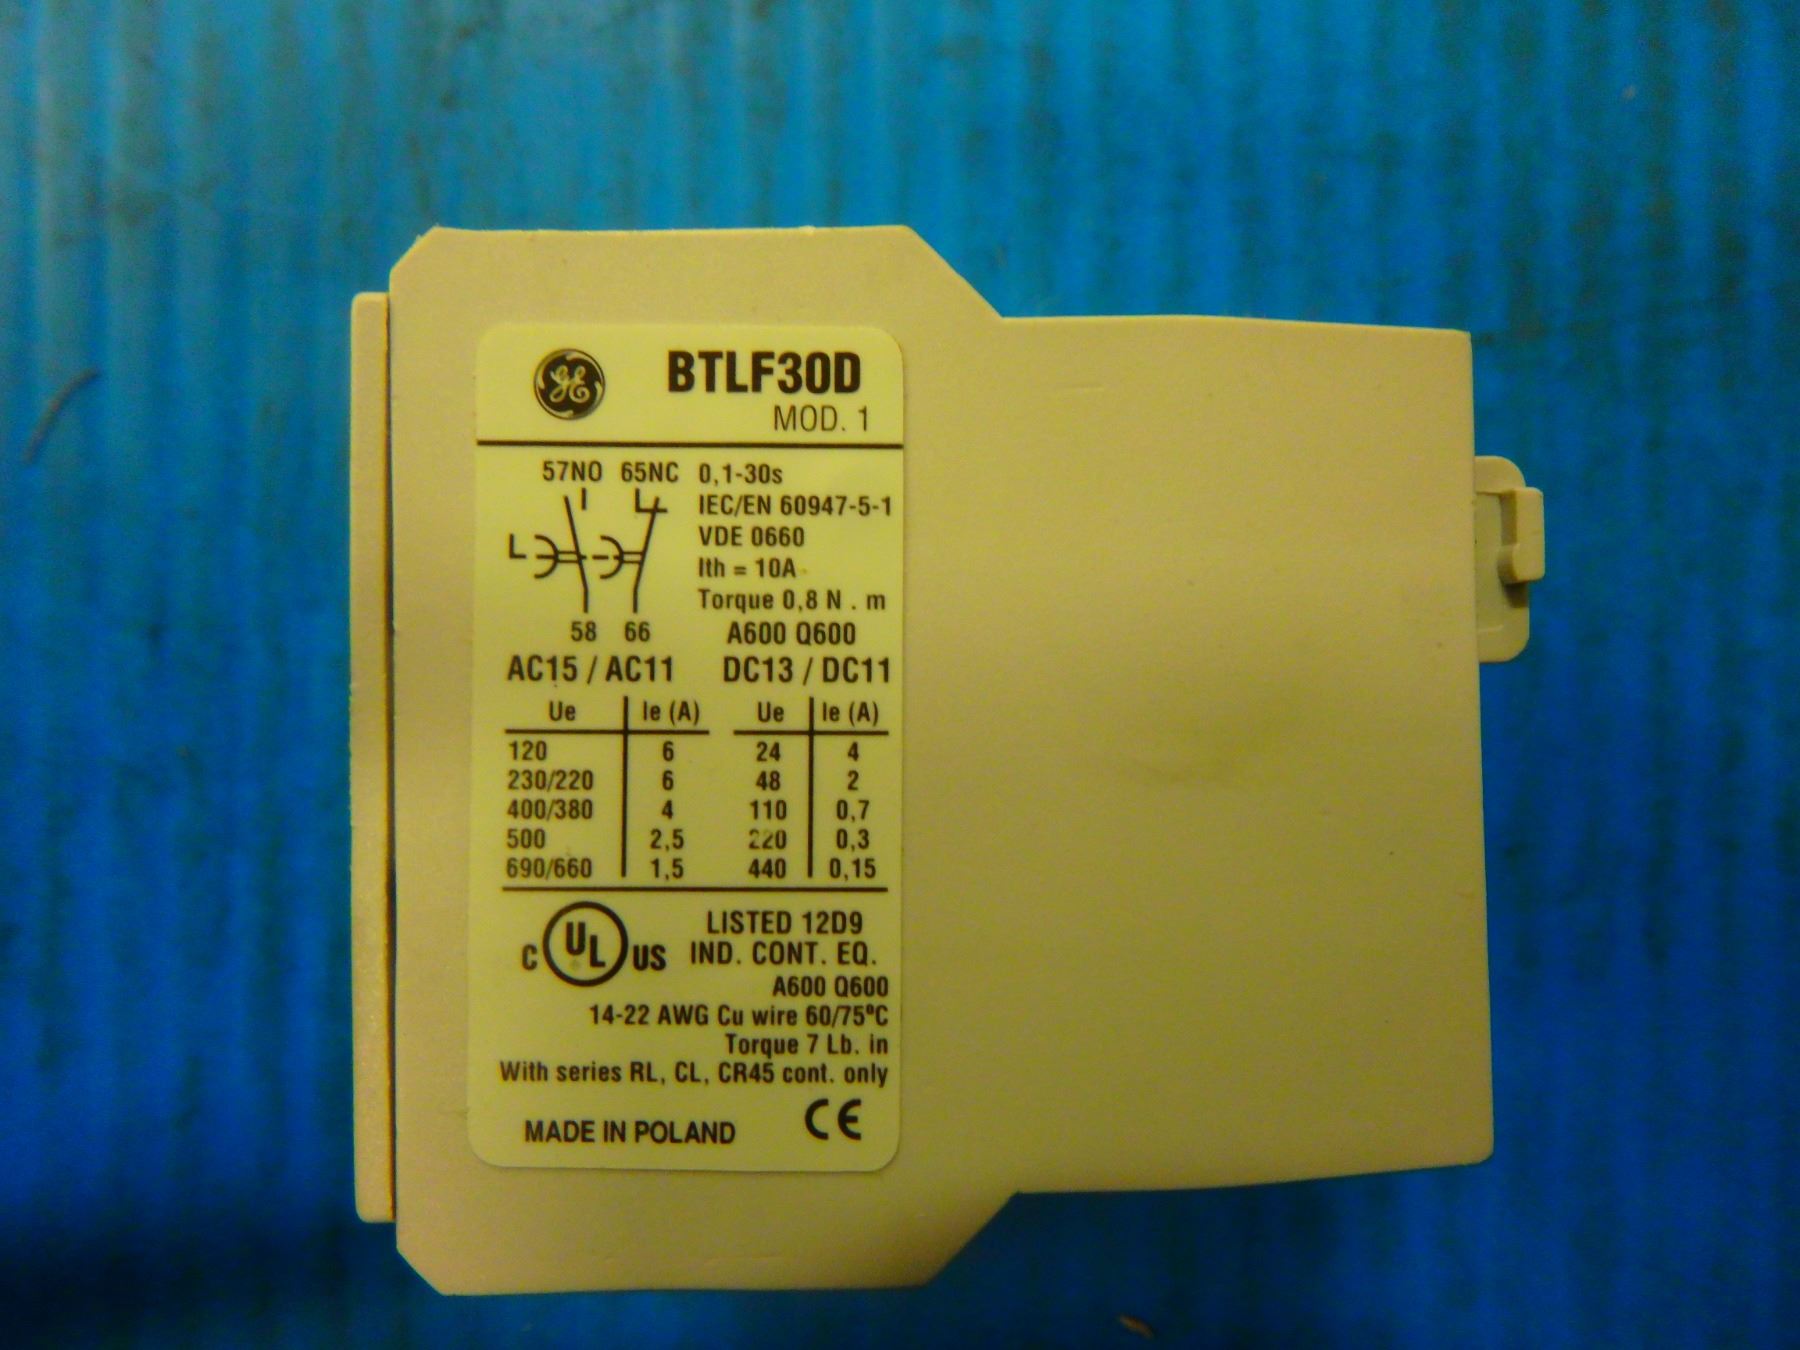 GE BTLF30D
MOD. 1
57NO 65NC 0,1-30s
IEC/EN 60947-5-1
VDE 0660
Ith = 10A
Torque 0,8 N . m
58 66 A600 Q600
AC15 / AC11 DC13 / DC11
Ue Ie (A) Ue Ie (A)
120 6 24 4
230/220 6 48 2
400/380 4 110 0,7
500 2,5 220 0,3
690/660 1,5 440 0,15
LISTED 12D9
C UL US IND. CONT. EQ.
A600 Q600
14-22 AWG Cu wire 60/75ºC
Torque 7 Lb. in
With series RL, CL, CR45 cont. only
MADE IN POLAND CE